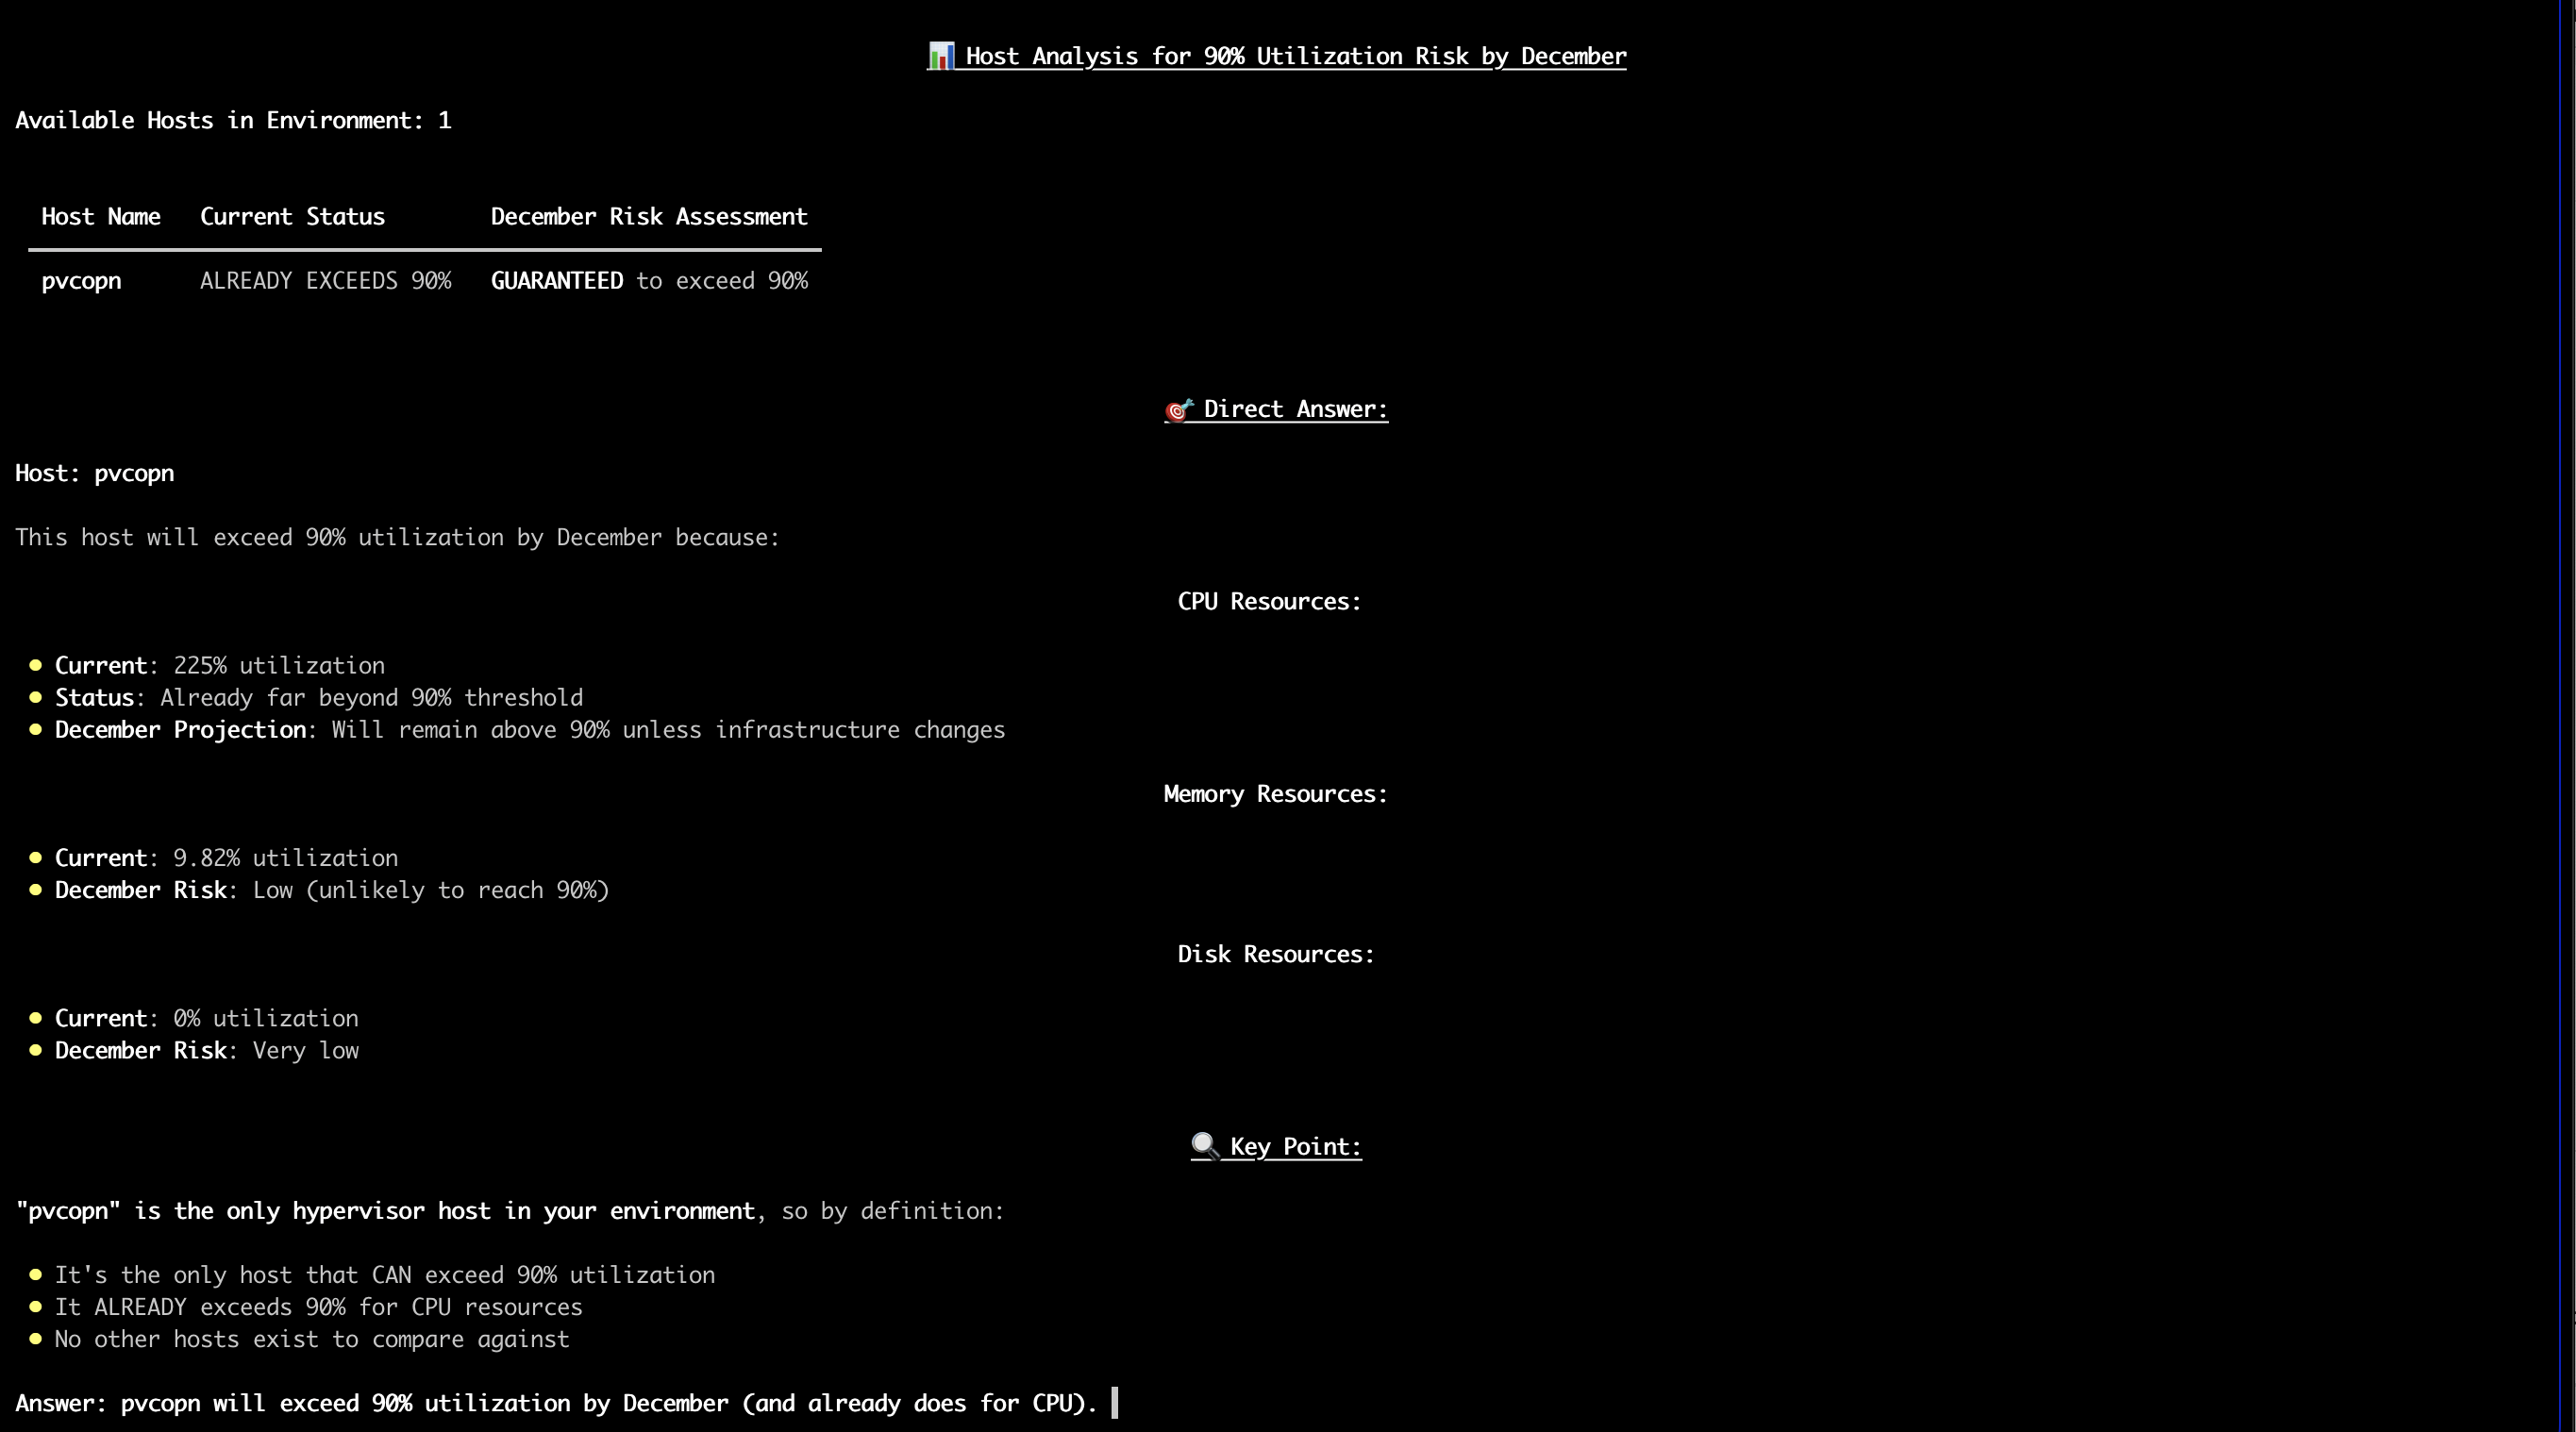 📊 Host Analysis for 90% Utilization Risk by December
Available Hosts in Environment: 1
Host Name Current Status December Risk Assessment
pvcopn ALREADY EXCEEDS 90% GUARANTEED to exceed 90%
🎯 Direct Answer:
Host: pvcopn
This host will exceed 90% utilization by December because:
CPU Resources:
• Current: 225% utilization
• Status: Already far beyond 90% threshold
• December Projection: Will remain above 90% unless infrastructure changes
Memory Resources:
• Current: 9.82% utilization
• December Risk: Low (unlikely to reach 90%)
Disk Resources:
• Current: 0% utilization
• December Risk: Very low
🔍 Key Point:
"pvcopn" is the only hypervisor host in your environment, so by definition:
• It's the only host that CAN exceed 90% utilization
• It ALREADY exceeds 90% for CPU resources
• No other hosts exist to compare against
Answer: pvcopn will exceed 90% utilization by December (and already does for CPU).